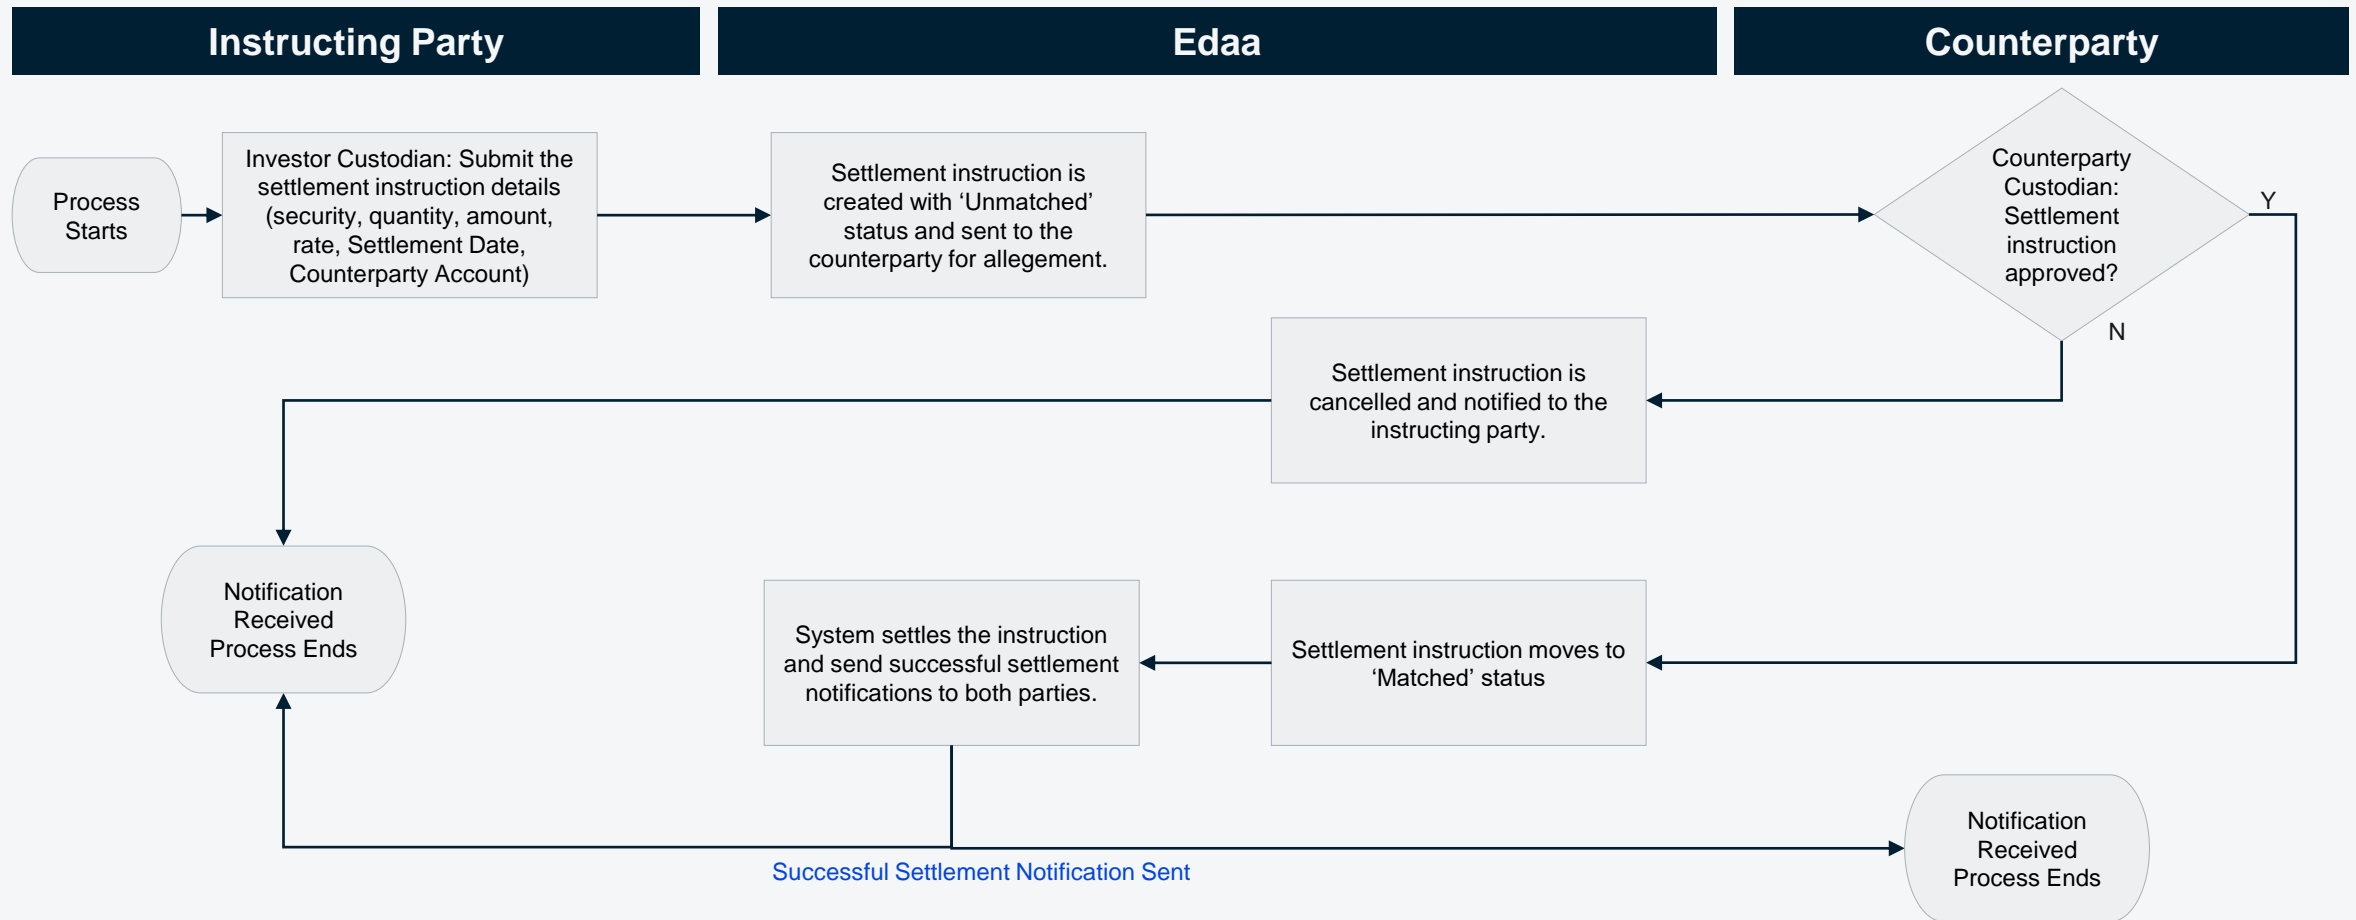 Instructing Party
Edaa
Counterparty
Process
Starts
Investor Custodian: Submit the
settlement instruction details
(security, quantity, amount,
rate, Settlement Date,
Counterparty Account)
Settlement instruction is
created with ‘Unmatched’
status and sent to the
counterparty for allegement.
Counterparty
Custodian:
Settlement
instruction
approved?
Y
N
Settlement instruction is
cancelled and notified to the
instructing party.
Notification
Received
Process Ends
System settles the instruction
and send successful settlement
notifications to both parties.
Settlement instruction moves to
‘Matched’ status
Successful Settlement Notification Sent
Notification
Received
Process Ends